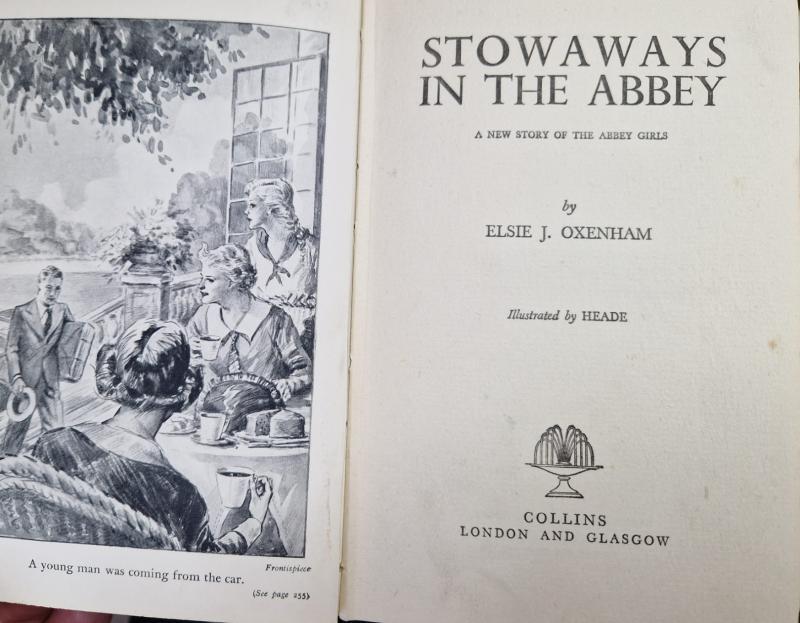 A young man was coming from the car.
Frontispiece
(See page 255)
STOWAWAYS
IN THE ABBEY
A NEW STORY OF THE ABBEY GIRLS
by
ELSIE J. OXENHAM
Illustrated by HEADE
COLLINS
LONDON AND GLASGOW